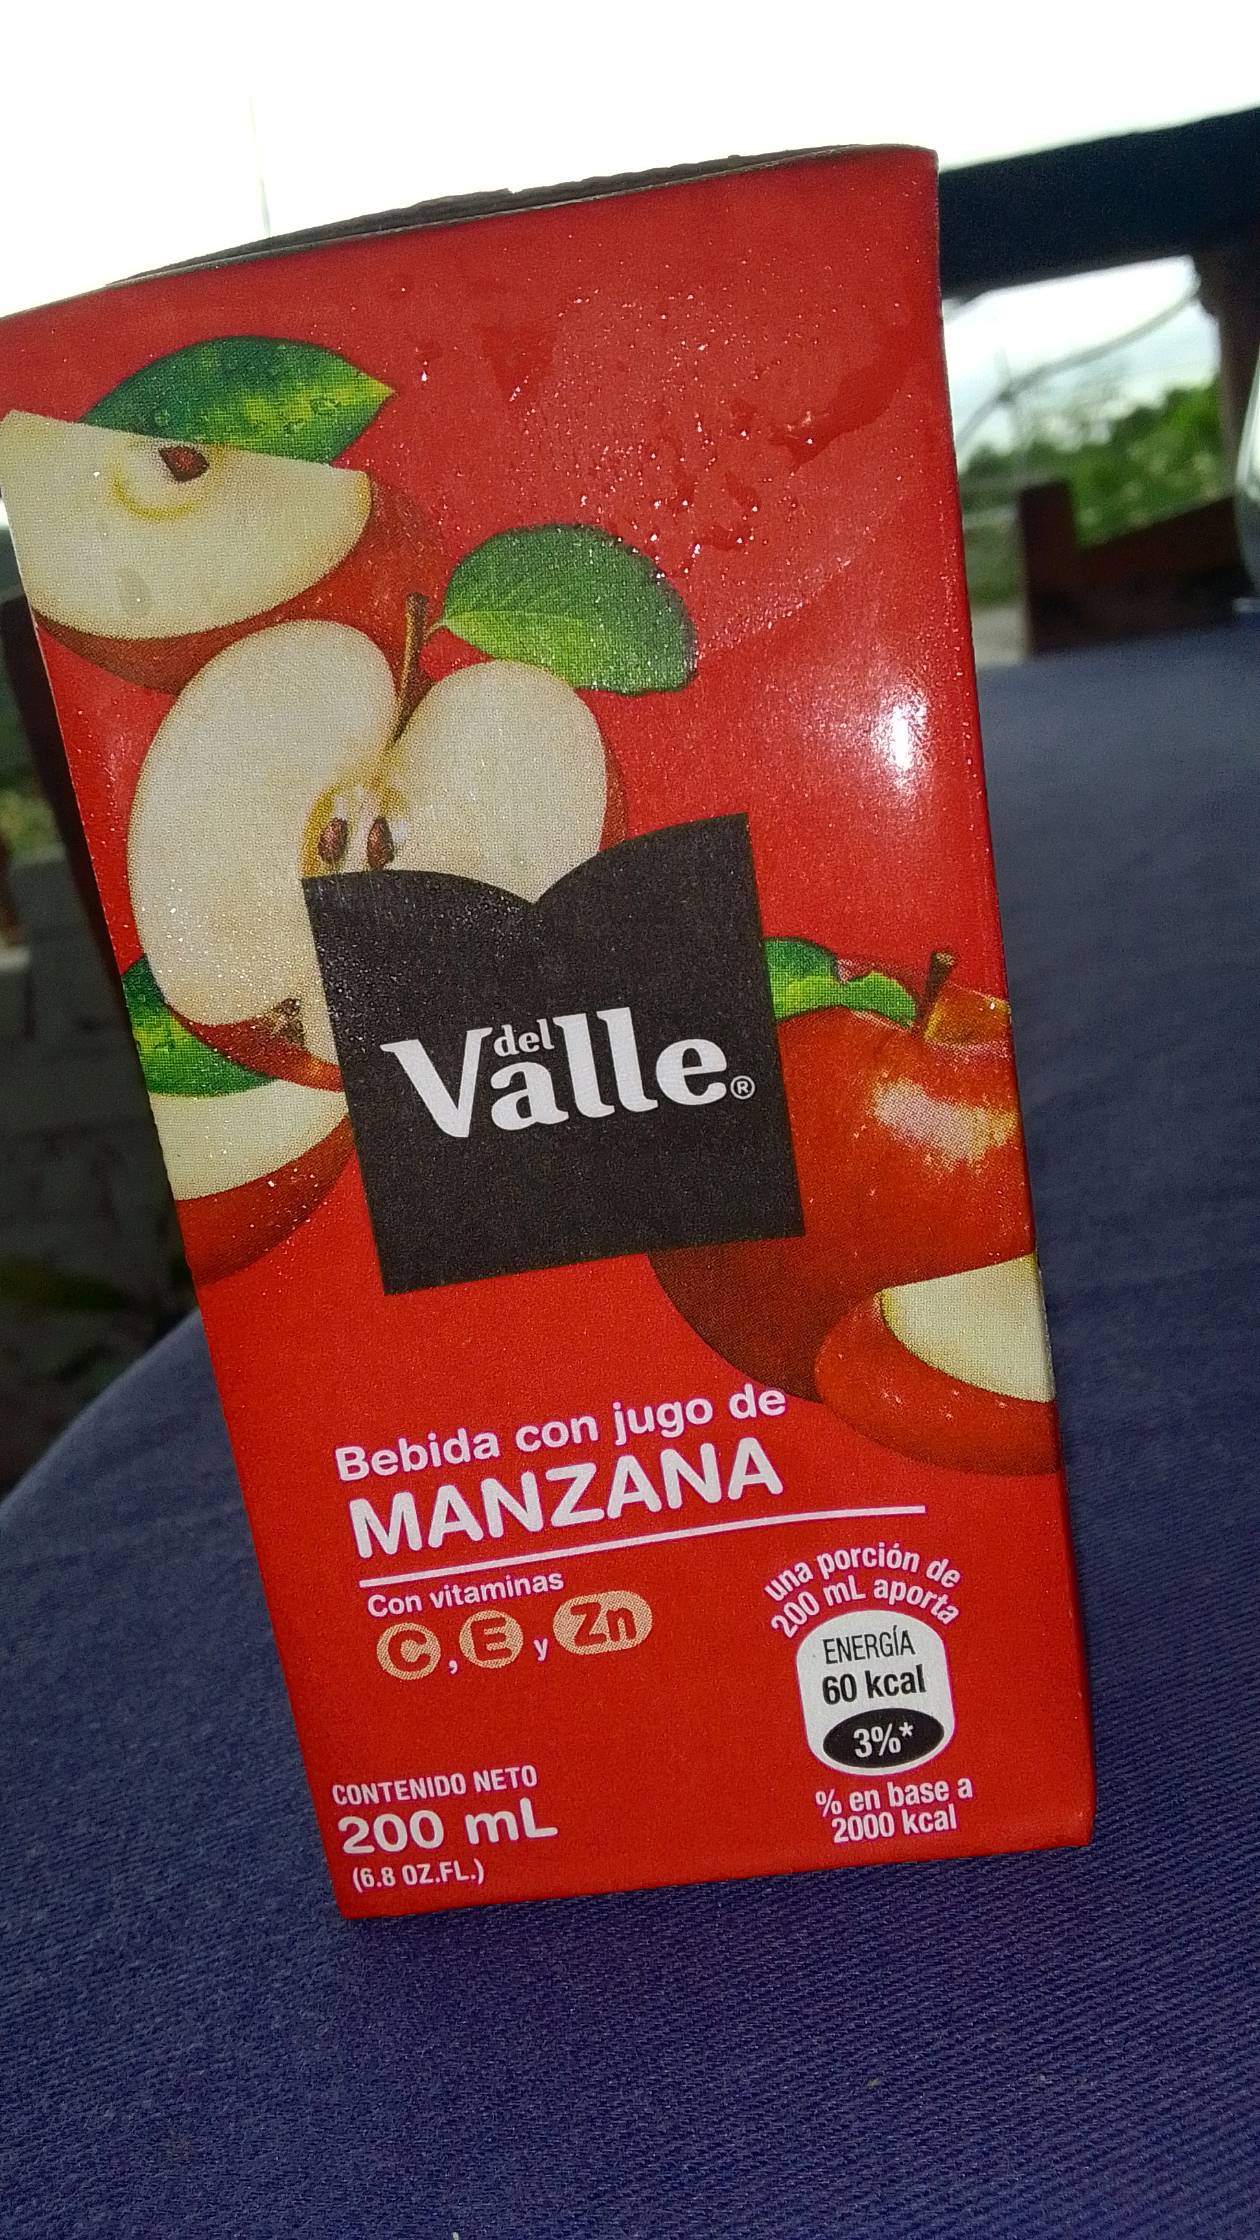 del
Valle®
Bebida con jugo de
MANZANA
Con vitaminas
C, E y Zn
una porción de
200 mL aporta
ENERGÍA
60 kcal
3%*
% en base a
2000 kcal
CONTENIDO NETO
200 mL
(6.8 OZ.FL.)